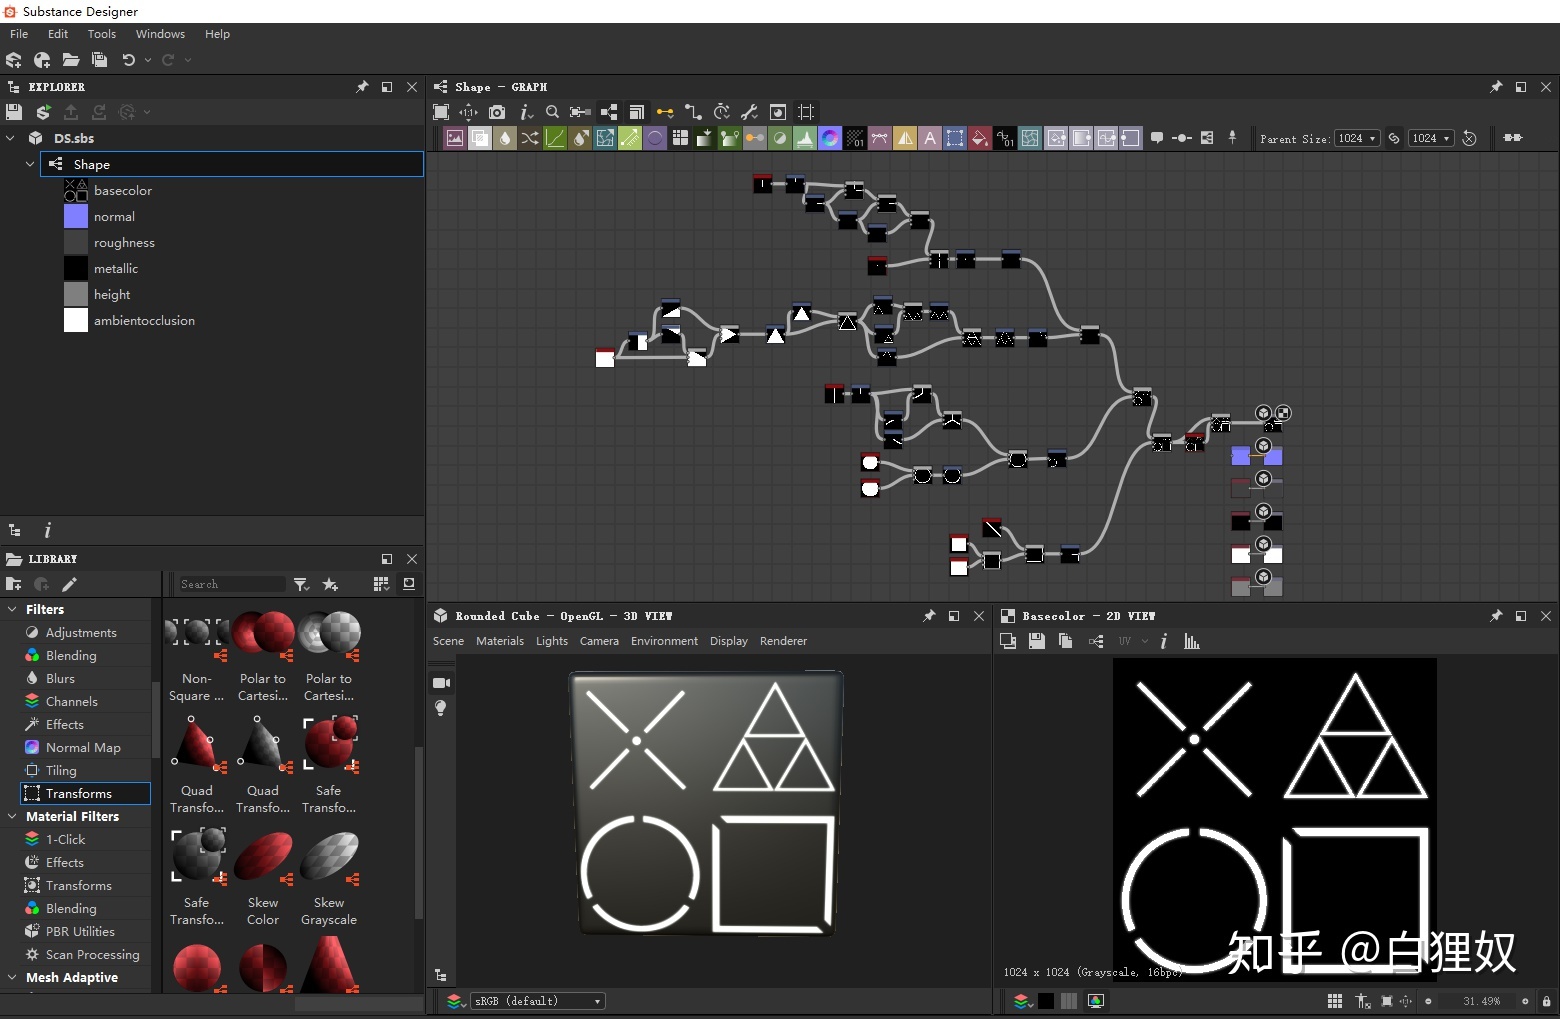 Substance Designer
File Edit Tools Windows Help
EXPLORER
DS.sbs
Shape
basecolor
normal
roughness
metallic
height
ambientocclusion
Shape - GRAPH
Parent Size: 1024 1024
LIBRARY
Search
Filters
Adjustments
Blending
Blurs
Channels
Effects
Normal Map
Tiling
Transforms
Material Filters
1-Click
Effects
Transforms
Blending
PBR Utilities
Scan Processing
Mesh Adaptive
Non-
Square ...
Polar to
Cartesi...
Polar to
Cartesi...
Quad
Transfo...
Quad
Transfo...
Safe
Transfo...
Safe
Transfo...
Skew
Color
Skew
Grayscale
Rounded Cube - OpenGL - 3D VIEW
Scene Materials Lights Camera Environment Display Renderer
sRGB (default)
Basecolor - 2D VIEW
UV
1024 x 1024 (Grayscale, 16bpc)
知乎 @白狸奴
31.49%